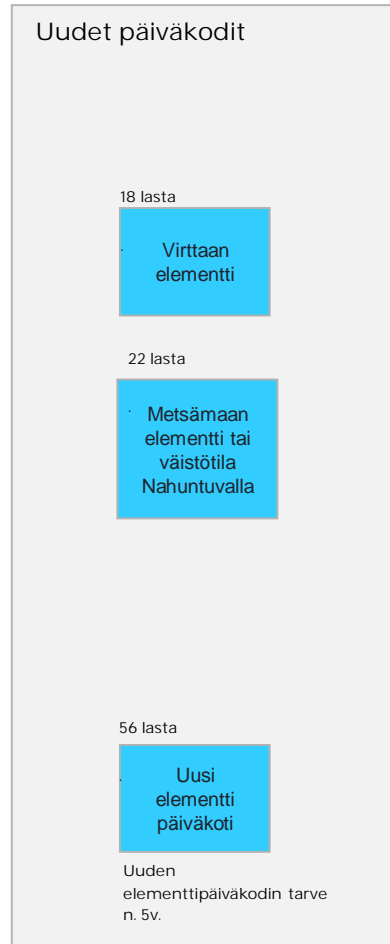 Uudet päiväkodit
18 lasta
Virttaan
elementti
22 lasta
Metsämaan
elementti tai
väistötila
Nahuntuvalla
56 lasta
Uusi
elementti
päiväkoti
Uuden
elementtipäiväkodin tarve
n. 5v.